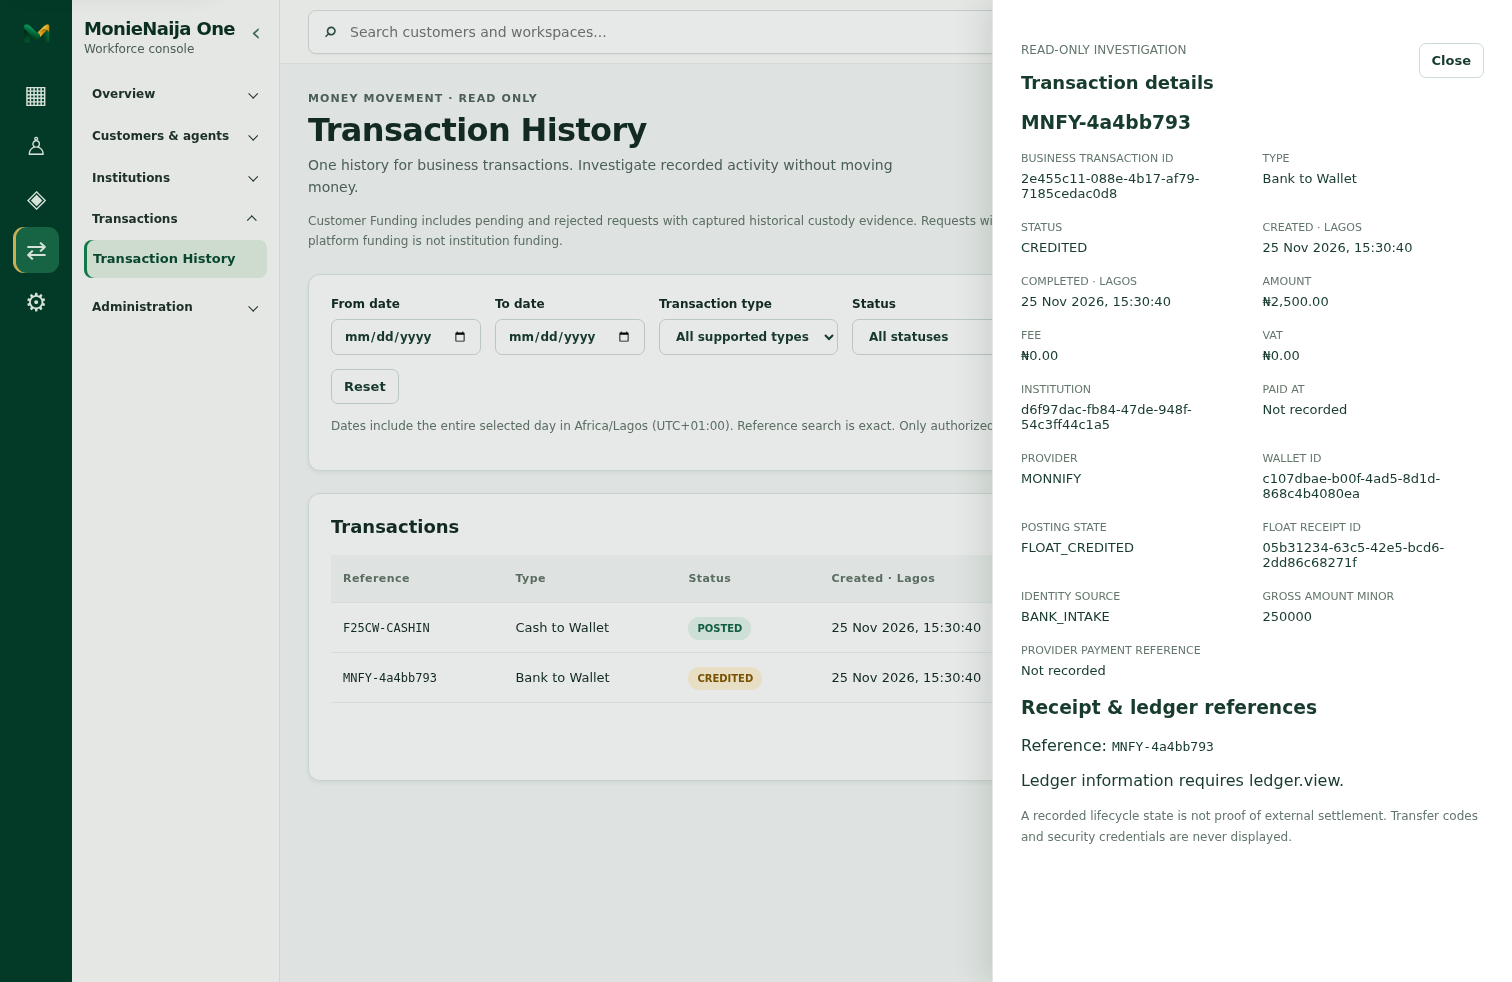 MonieNaija One
Workforce console
Overview
Customers & agents
Institutions
Transactions
Transaction History
Administration
Search customers and workspaces...
MONEY MOVEMENT · READ ONLY
Transaction History
One history for business transactions. Investigate recorded activity without moving
money.
Customer Funding includes pending and rejected requests with captured historical custody evidence. Requests wi
platform funding is not institution funding.
From date
To date
Transaction type
Status
mm/dd/yyyy
mm/dd/yyyy
All supported types
All statuses
Reset
Dates include the entire selected day in Africa/Lagos (UTC+01:00). Reference search is exact. Only authorized
Transactions
Reference Type Status Created · Lagos
F25CW-CASHIN Cash to Wallet POSTED 25 Nov 2026, 15:30:40
MNFY-4a4bb793 Bank to Wallet CREDITED 25 Nov 2026, 15:30:40
READ-ONLY INVESTIGATION
Close
Transaction details
MNFY-4a4bb793
BUSINESS TRANSACTION ID
2e455c11-088e-4b17-af79-
7185cedac0d8
TYPE
Bank to Wallet
STATUS
CREDITED
CREATED · LAGOS
25 Nov 2026, 15:30:40
COMPLETED · LAGOS
25 Nov 2026, 15:30:40
AMOUNT
₦2,500.00
FEE
₦0.00
VAT
₦0.00
INSTITUTION
d6f97dac-fb84-47de-948f-
54c3ff44c1a5
PAID AT
Not recorded
PROVIDER
MONNIFY
WALLET ID
c107dbae-b00f-4ad5-8d1d-
868c4b4080ea
POSTING STATE
FLOAT_CREDITED
FLOAT RECEIPT ID
05b31234-63c5-42e5-bcd6-
2dd86c68271f
IDENTITY SOURCE
BANK_INTAKE
GROSS AMOUNT MINOR
250000
PROVIDER PAYMENT REFERENCE
Not recorded
Receipt & ledger references
Reference: MNFY-4a4bb793
Ledger information requires ledger.view.
A recorded lifecycle state is not proof of external settlement. Transfer codes
and security credentials are never displayed.